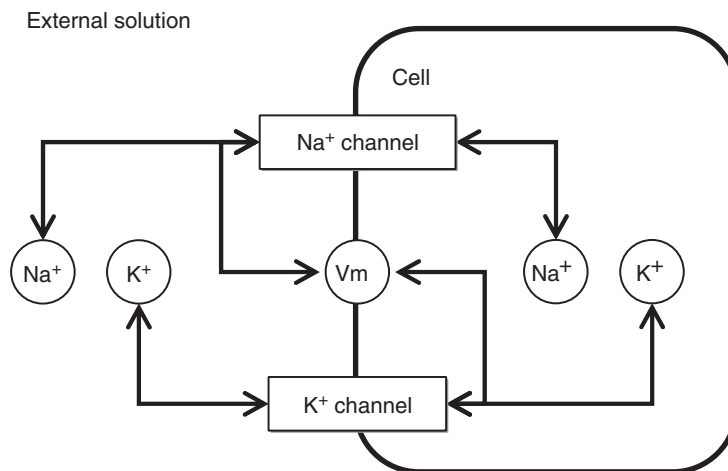 External solution
Cell
Na⁺ channel
Na⁺
K⁺
Vm
Na⁺
K⁺
K⁺ channel